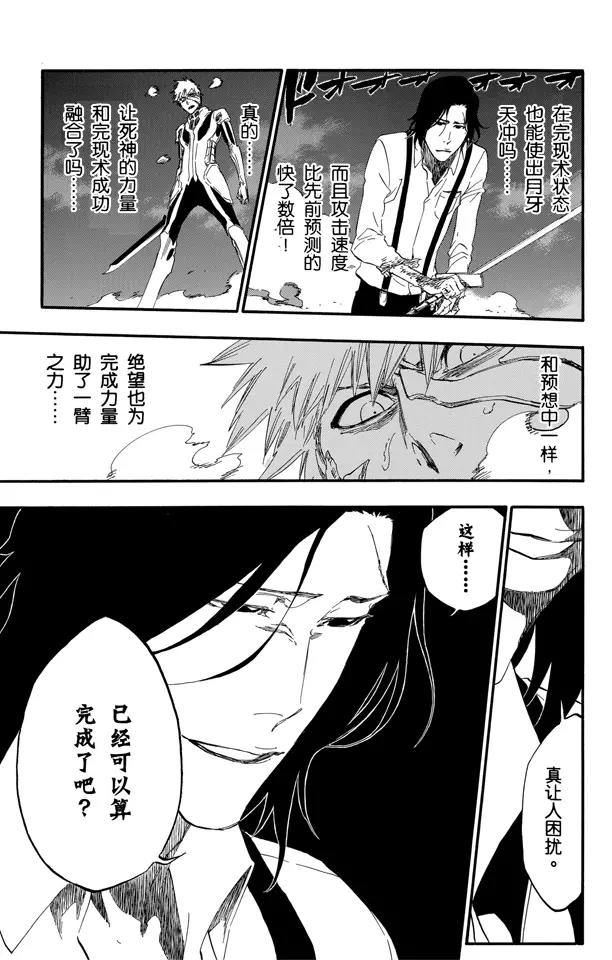 在完现术状态
也能使出月牙
天冲吗……
而且攻击速度
比先前预测的
快了数倍！
真的……
让死神的力量
和完现术成功
融合了吗……
和预想中一样，
绝望也为
完成力量
助了一臂
之力……
真让人困扰。
这样……
已经可以算
完成了吧？